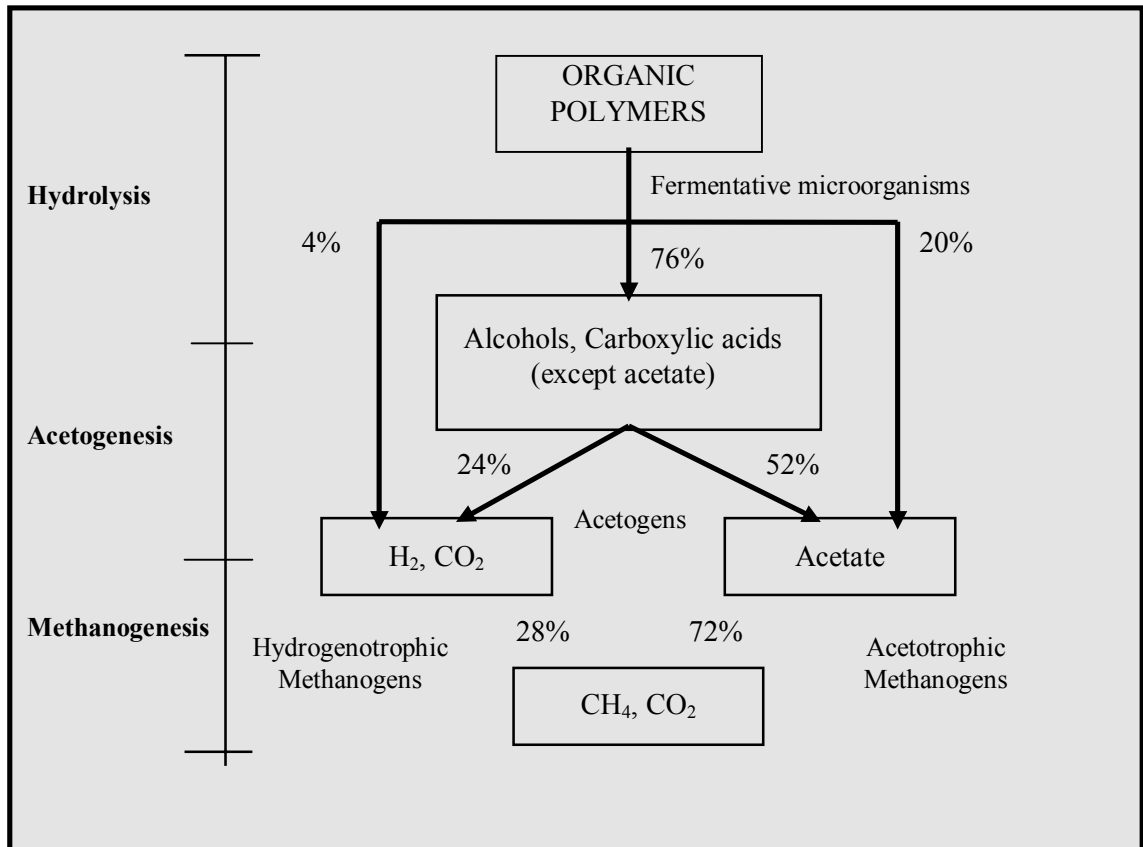 ORGANIC
POLYMERS
Hydrolysis
Fermentative microorganisms
4%
76%
20%
Alcohols, Carboxylic acids
(except acetate)
Acetogenesis
24%
52%
Acetogens
H₂, CO₂
Acetate
Methanogenesis
28%
72%
Hydrogenotrophic
Methanogens
Acetotrophic
Methanogens
CH₄, CO₂